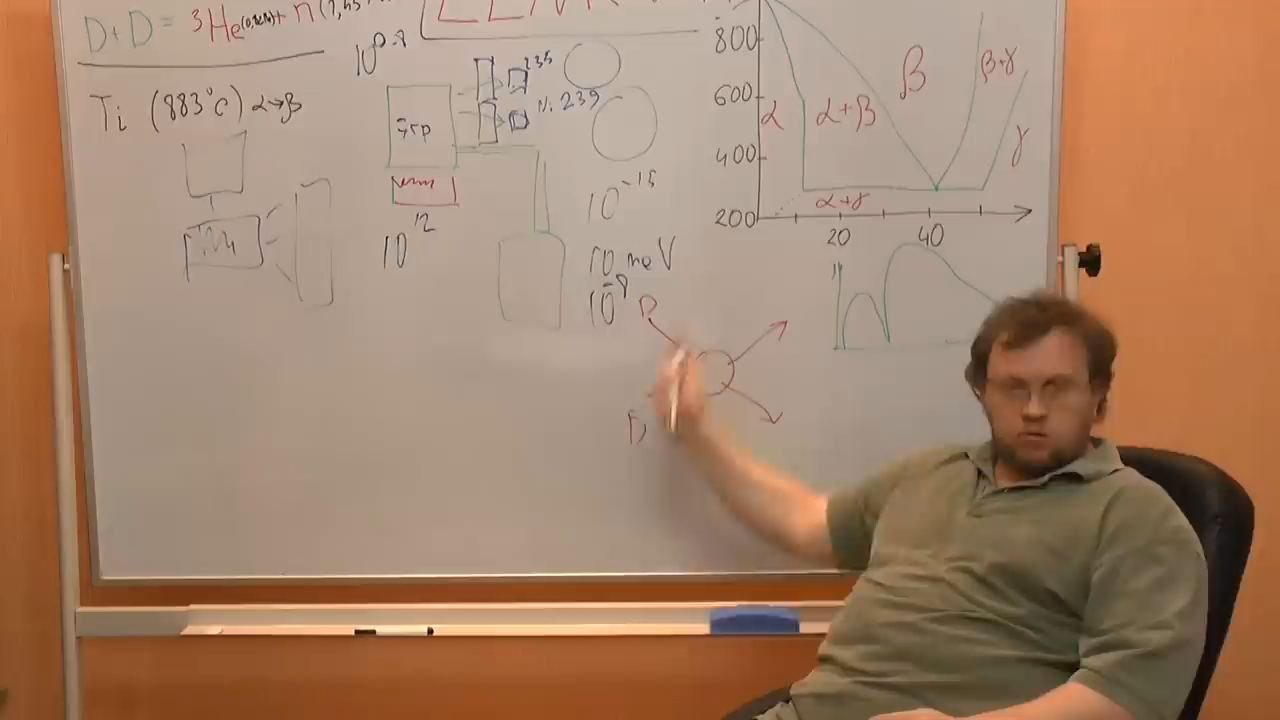 D+D = ³He n
LENR
Ti (883°C) α→β
10
235
N. 239
10¹²
10⁻¹⁵
10 meV
10⁻⁸
D
D
800
600
400
200
20
40
α
α+β
β
β+γ
γ
α+γ